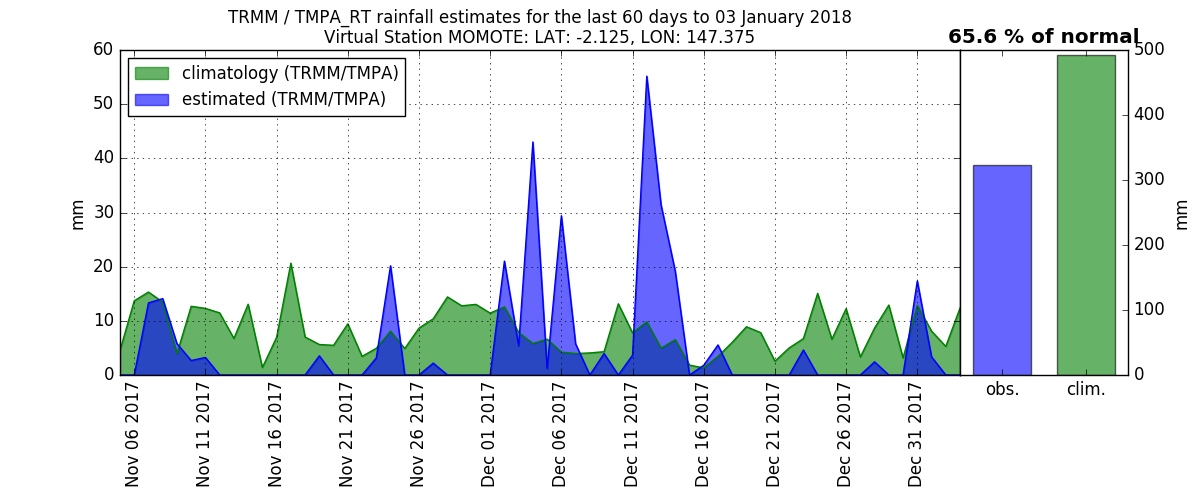 TRMM / TMPA_RT rainfall estimates for the last 60 days to 03 January 2018
Virtual Station MOMOTE: LAT: -2.125, LON: 147.375
65.6 % of normal
climatology (TRMM/TMPA)
estimated (TRMM/TMPA)
mm
60
50
40
30
20
10
0
Nov 06 2017
Nov 11 2017
Nov 16 2017
Nov 21 2017
Nov 26 2017
Dec 01 2017
Dec 06 2017
Dec 11 2017
Dec 16 2017
Dec 21 2017
Dec 26 2017
Dec 31 2017
obs.
clim.
500
400
300
200
100
0
mm